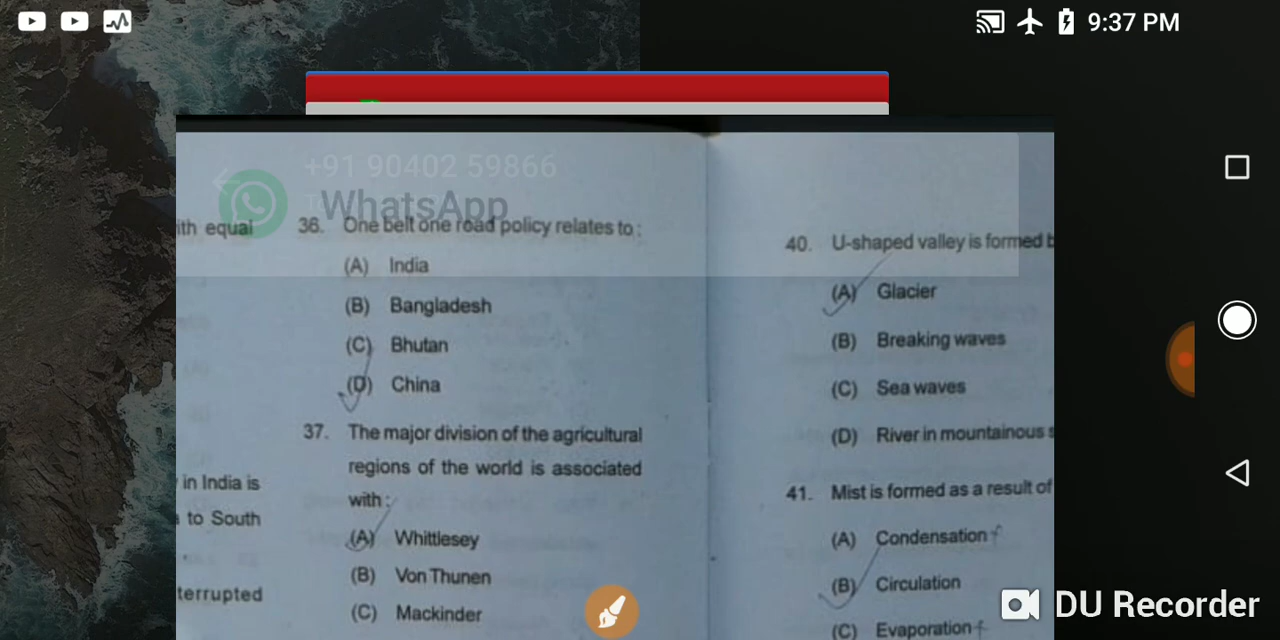 9:37 PM
+91 90402 59866
WhatsApp
ith equal
in India is
to South
terrupted
36. One belt one road policy relates to :
(A) India
(B) Bangladesh
(C) Bhutan
(D) China
37. The major division of the agricultural
regions of the world is associated
with :
(A) Whittlesey
(B) Von Thunen
(C) Mackinder
40. U-shaped valley is formed b
(A) Glacier
(B) Breaking waves
(C) Sea waves
(D) River in mountainous s
41. Mist is formed as a result of
(A) Condensation
(B) Circulation
(C) Evaporation
DU Recorder